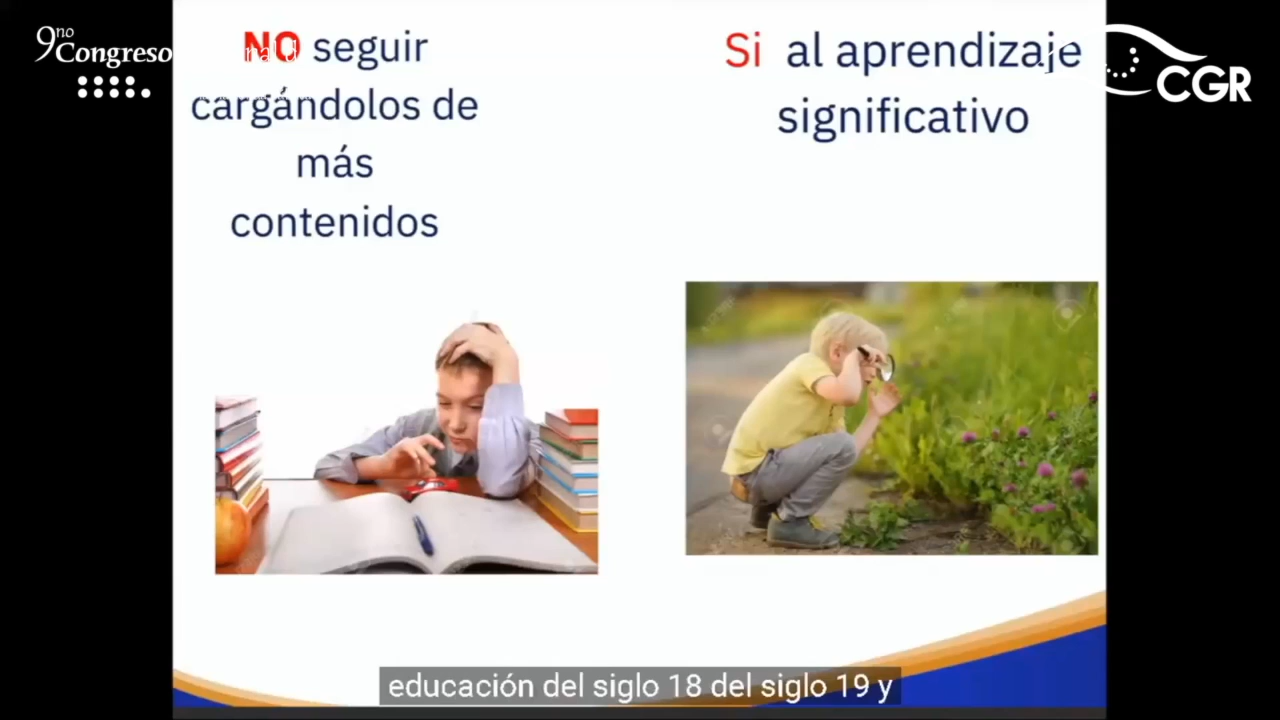 9no
Congreso
NO seguir
cargándolos de
más
contenidos
Si al aprendizaje
significativo
CGR
educación del siglo 18 del siglo 19 y